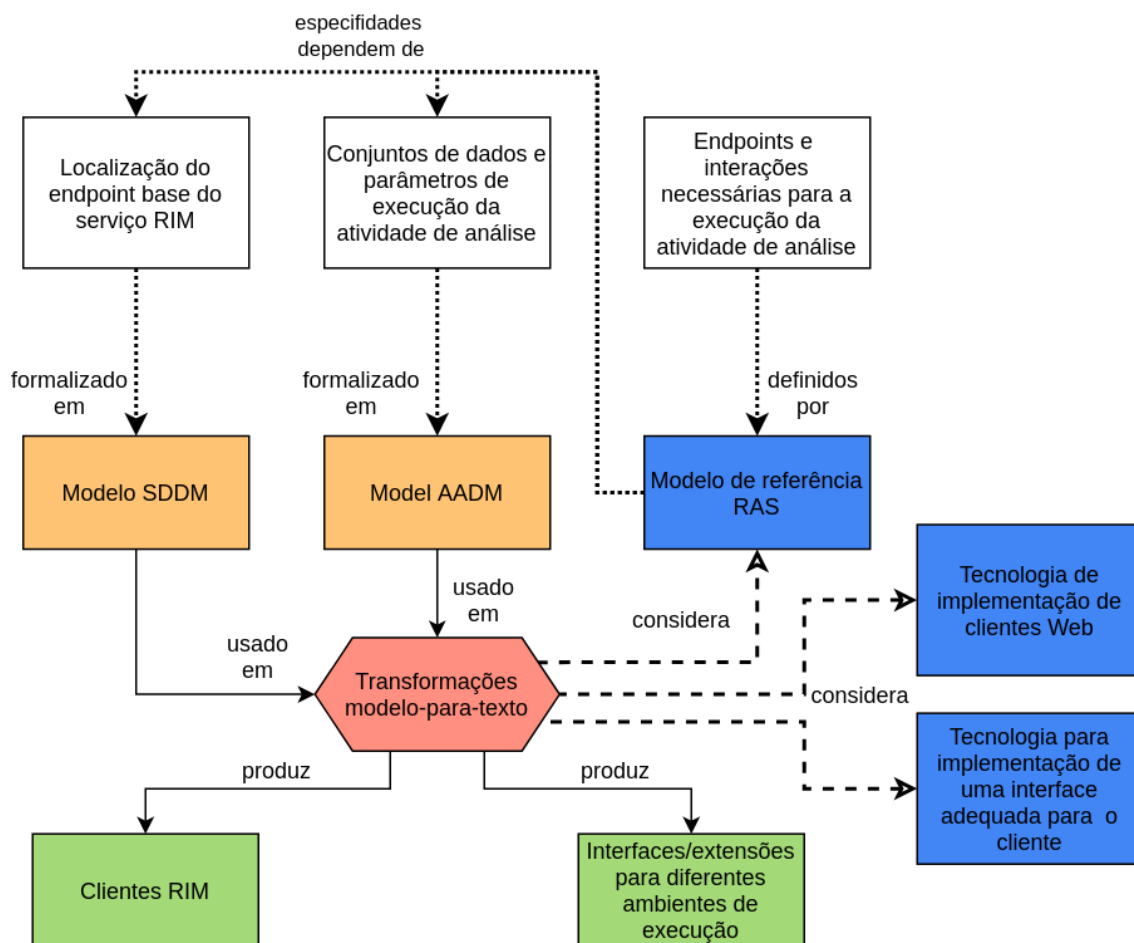 especifidades
dependem de
Localização do
endpoint base do
serviço RIM
Conjuntos de dados e
parâmetros de
execução da
atividade de análise
Endpoints e
interações
necessárias para a
execução da
atividade de análise
formalizado
em
formalizado
em
definidos
por
Modelo SDDM
Model AADM
Modelo de referência
RAS
usado
em
usado
em
considera
Tecnologia de
implementação de
clientes Web
Transformações
modelo-para-texto
considera
Tecnologia para
implementação de
uma interface
adequada para o
cliente
produz
produz
Clientes RIM
Interfaces/extensões
para diferentes
ambientes de
execução